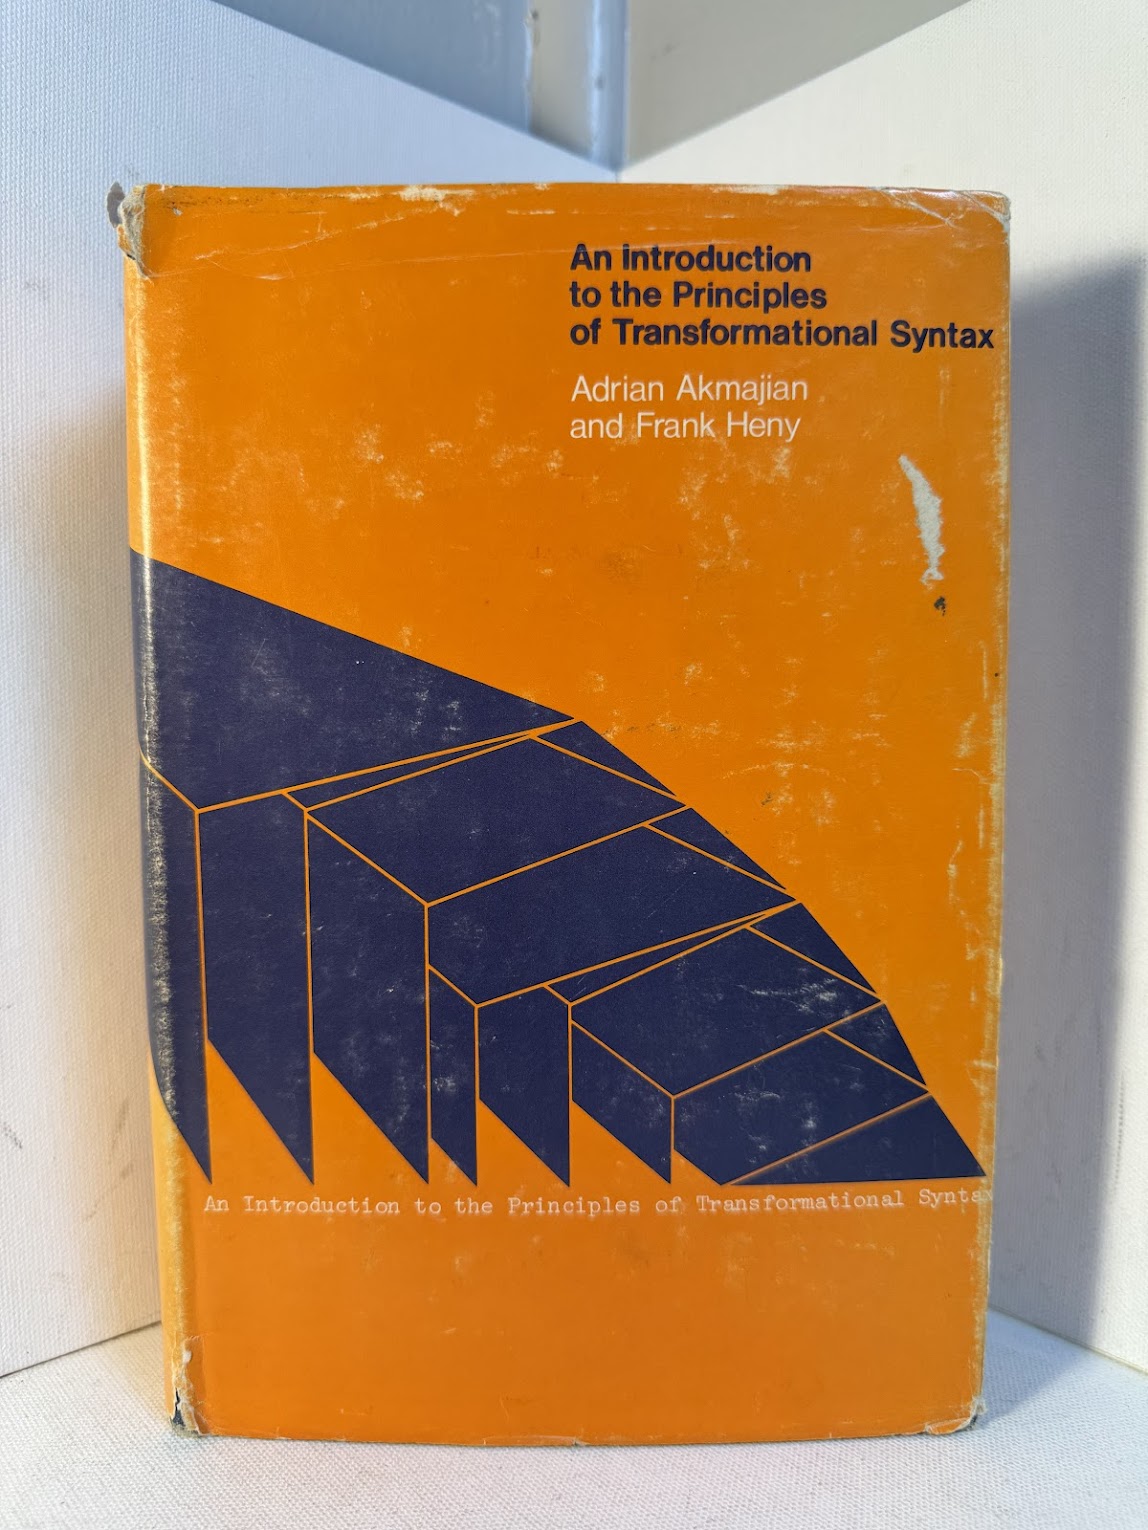 An Introduction
to the Principles
of Transformational Syntax
Adrian Akmajian
and Frank Heny
An Introduction to the Principles of Transformational Syntax